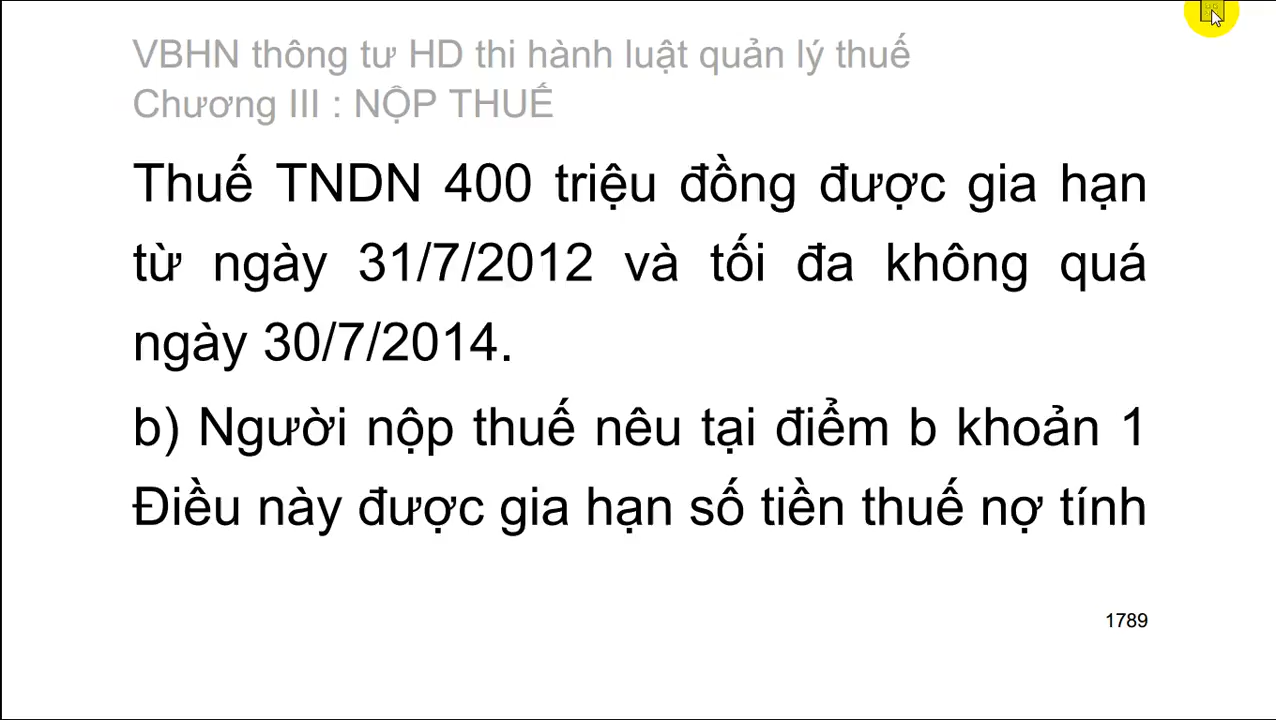 VBHN thông tư HD thi hành luật quản lý thuế
Chương III : NỘP THUẾ
Thuế TNDN 400 triệu đồng được gia hạn
từ ngày 31/7/2012 và tối đa không quá
ngày 30/7/2014.
b) Người nộp thuế nêu tại điểm b khoản 1
Điều này được gia hạn số tiền thuế nợ tính
1789